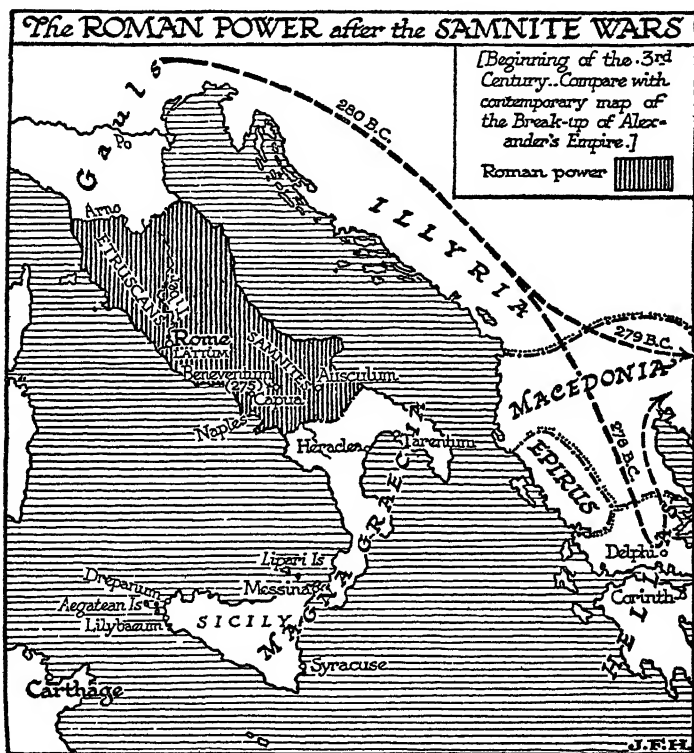 The ROMAN POWER after the SAMNITE WARS
[Beginning of the 3rd
Century..Compare with
contemporary map of
the Break-up of Alex-
ander's Empire.]
Roman power
Gauls
Po
280 B.C.
ILLYRIA
Arno
ETRUSCANS
Rome
LATIUM
SAMNITES
Beneventum
(275)
Ausculum
Capua
Naples
Heraclea
Tarentum
MAGNA GRAECIA
279 B.C.
MACEDONIA
278 B.C.
EPIRUS
Delphi
Corinth
Lipari Is
Messina
Drepanum
Aegatean Is
Lilybaeum
SICILY
Syracuse
Carthage
J.F.H.